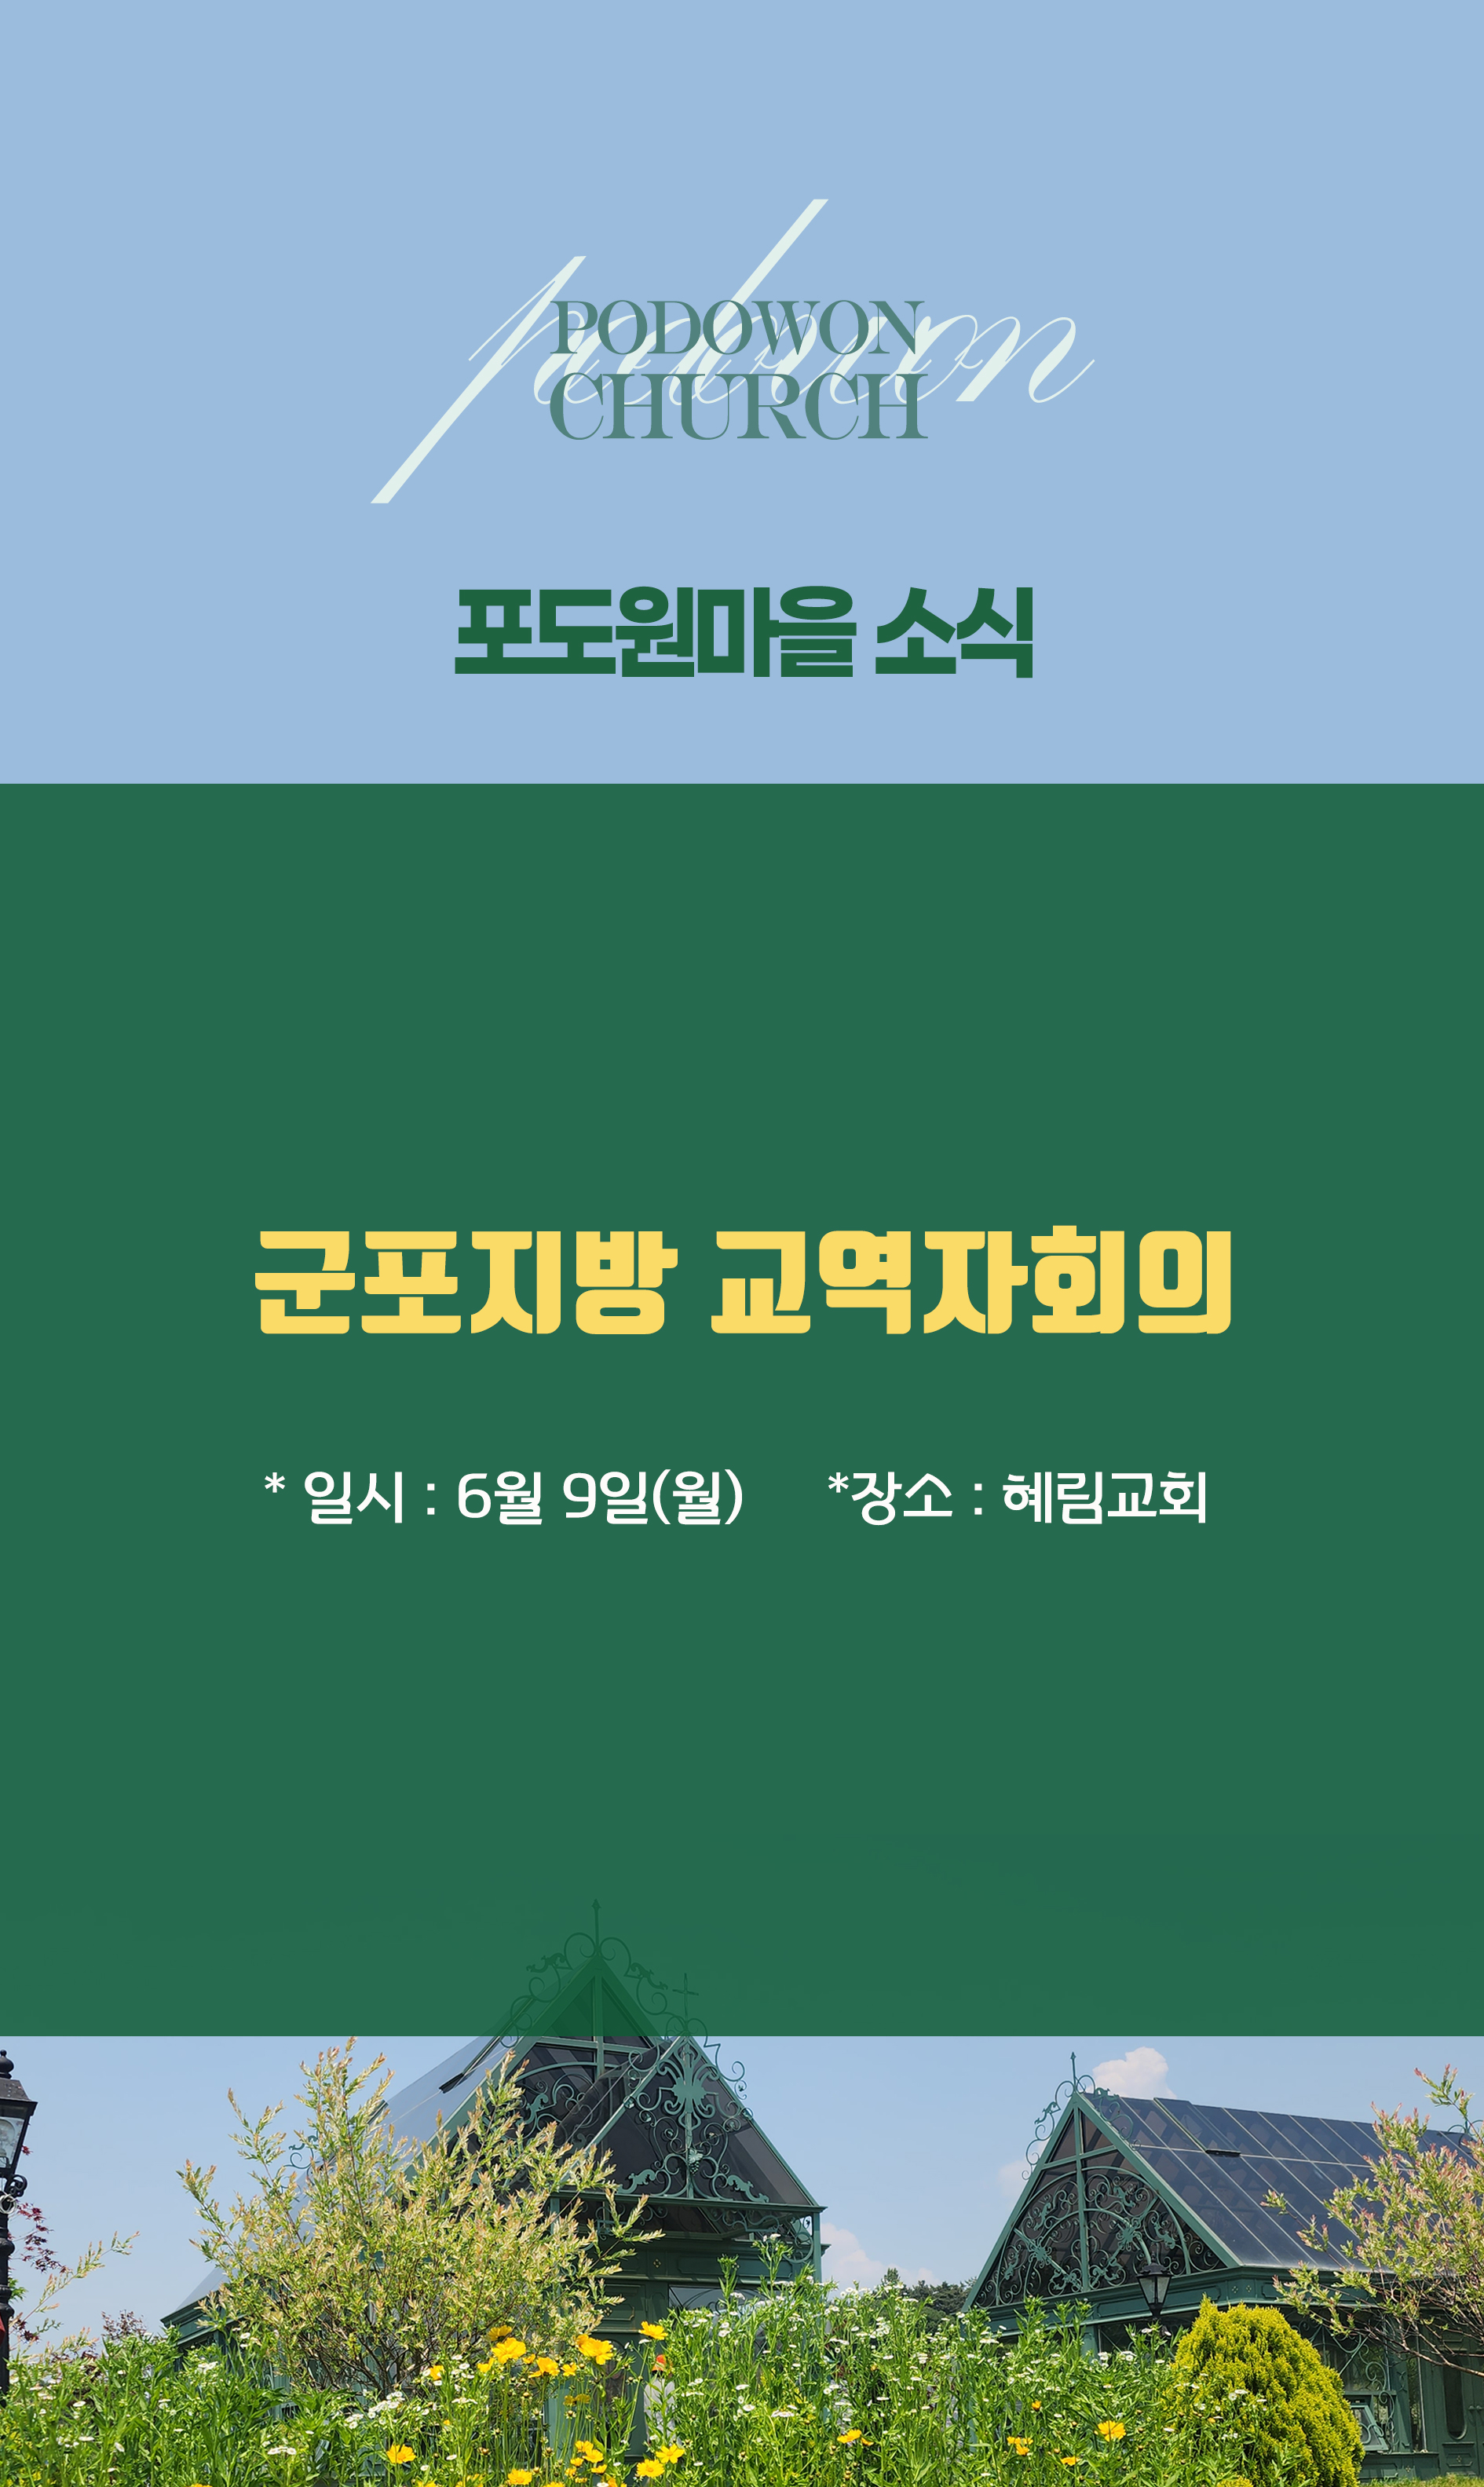 podowon
PODOWON
CHURCH
포도원마을 소식
군포지방 교역자회의
* 일시 : 6월 9일(월) *장소 : 혜림교회